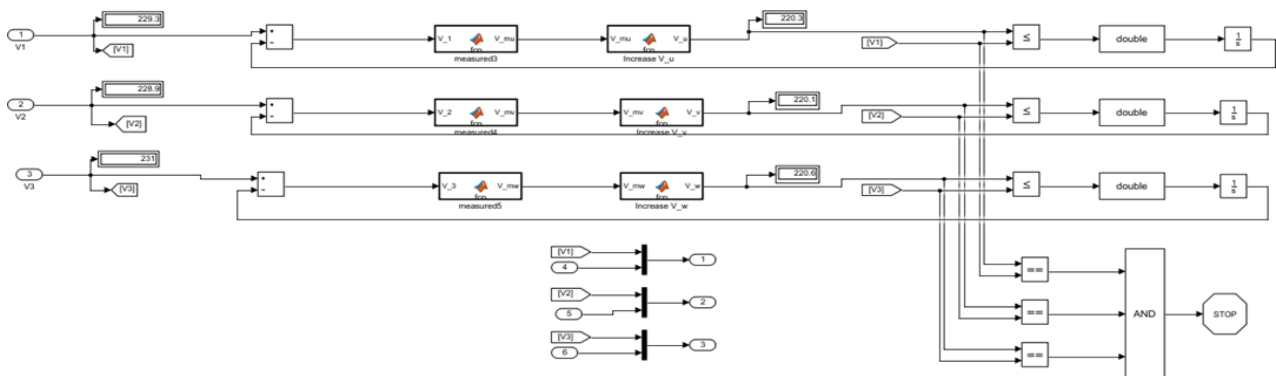 229.3
1
V1
[V1]
+
−
V_1
fcn
V_mu
measured3
V_mu
fcn
V_u
Increase V_u
220.3
[V1]
≤
double
1
s
228.9
2
V2
[V2]
+
−
V_2
fcn
V_mv
measured4
V_mv
fcn
V_v
Increase V_v
220.1
[V2]
≤
double
1
s
231
3
V3
[V3]
+
−
V_3
fcn
V_mw
measured5
V_mw
fcn
V_w
Increase V_w
220.6
[V3]
≤
double
1
s
[V1]
4
1
[V2]
5
2
[V3]
6
3
==
==
==
AND
STOP